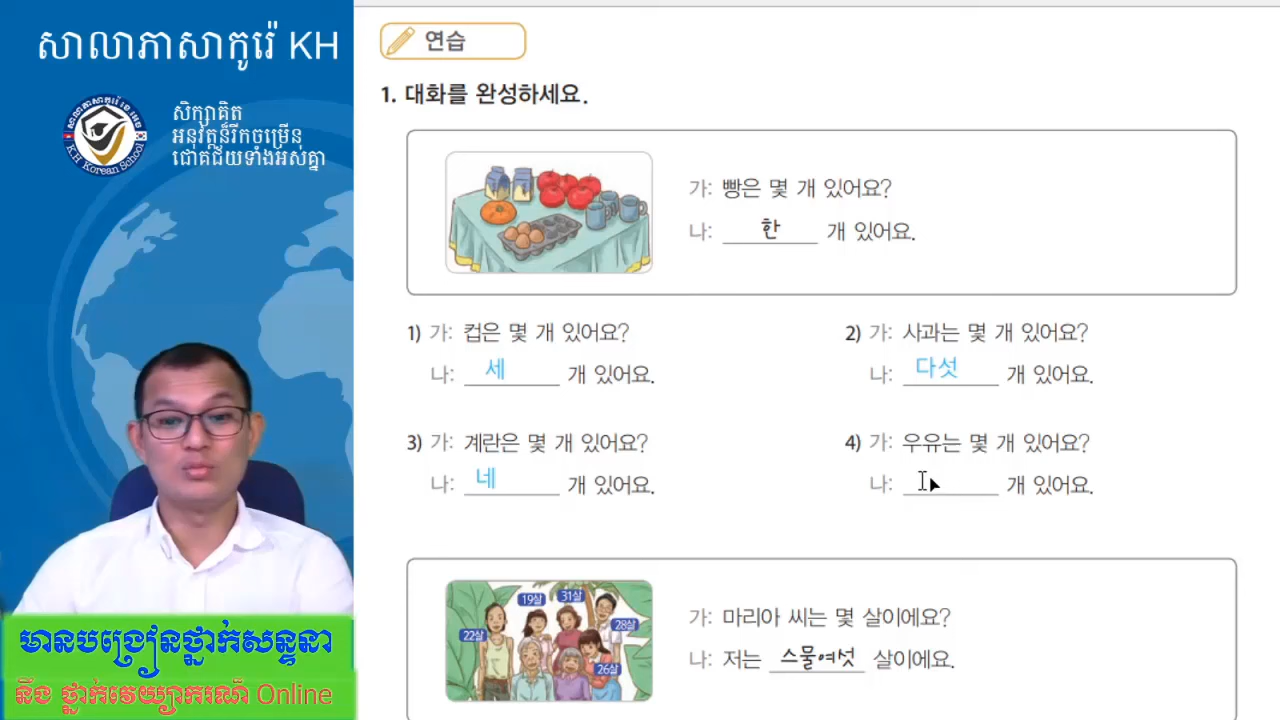 សាលាភាសាកូរ៉េ KH
សិក្សាគិត
អនុវត្តន៏រីកចម្រើន
ជោគជ័យទាំងអស់គ្នា
K.H Korean School
មានបង្រៀនថ្នាក់សន្ទនា
និង ថ្នាក់វេយ្យាករណ៏ Online
연습
1. 대화를 완성하세요.
가: 빵은 몇 개 있어요?
나: 한 개 있어요.
1) 가: 컵은 몇 개 있어요?
나: 세 개 있어요.
2) 가: 사과는 몇 개 있어요?
나: 다섯 개 있어요.
3) 가: 계란은 몇 개 있어요?
나: 네 개 있어요.
4) 가: 우유는 몇 개 있어요?
나: ______ 개 있어요.
22살
19살
31살
28살
26살
가: 마리아 씨는 몇 살이에요?
나: 저는 스물여섯 살이에요.